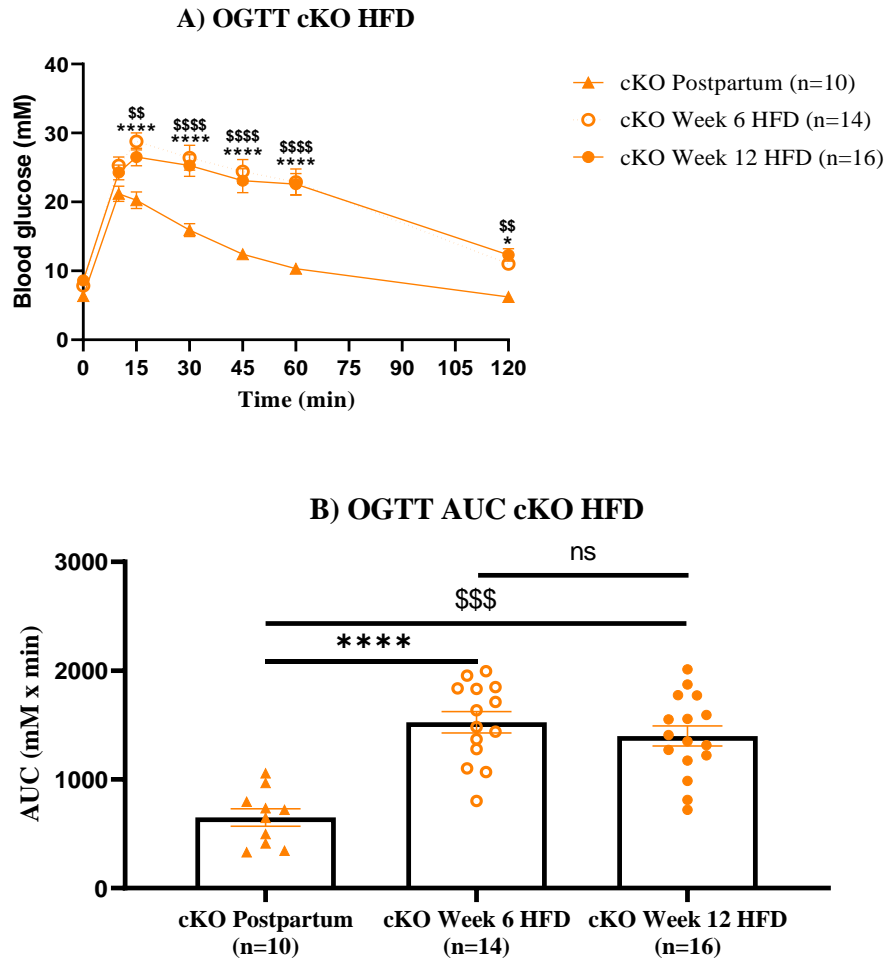 A) OGTT cKO HFD
Blood glucose (mM)
40
30
20
10
0
$$
****
$$$$
****
$$$$
****
$$$$
****
$$
*
0 15 30 45 60 75 90 105 120
Time (min)
cKO Postpartum (n=10)
cKO Week 6 HFD (n=14)
cKO Week 12 HFD (n=16)
B) OGTT AUC cKO HFD
AUC (mM x min)
3000
2000
1000
0
ns
$$$
****
cKO Postpartum
(n=10)
cKO Week 6 HFD
(n=14)
cKO Week 12 HFD
(n=16)